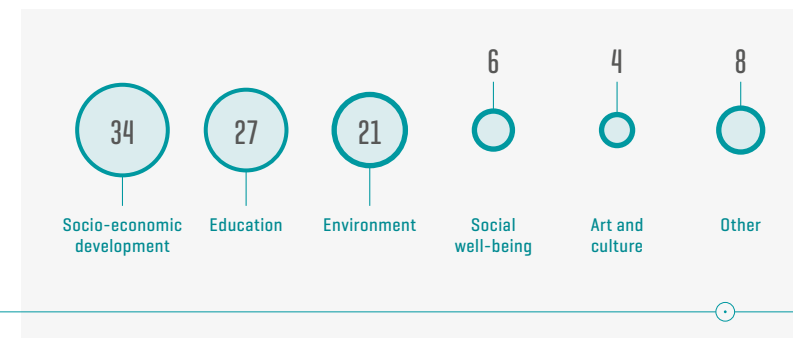 6
4
8
34
27
21
Socio-economic
development
Education
Environment
Social
well-being
Art and
culture
Other